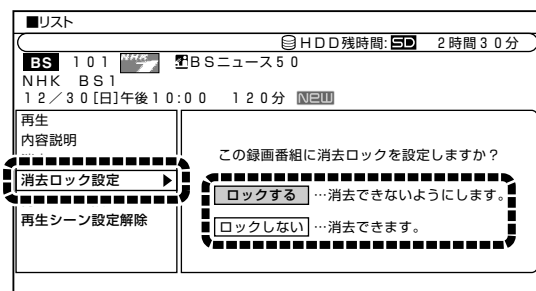 ■リスト
HDD残時間:SD 2時間30分
BS 101 NHK BSニュース50
NHK BS1
12/30[日]午後10:00 120分 NEW
再生
内容説明
この録画番組に消去ロックを設定しますか?
消去ロック設定 ▶
ロックする …消去できないようにします。
再生シーン設定解除
ロックしない …消去できます。